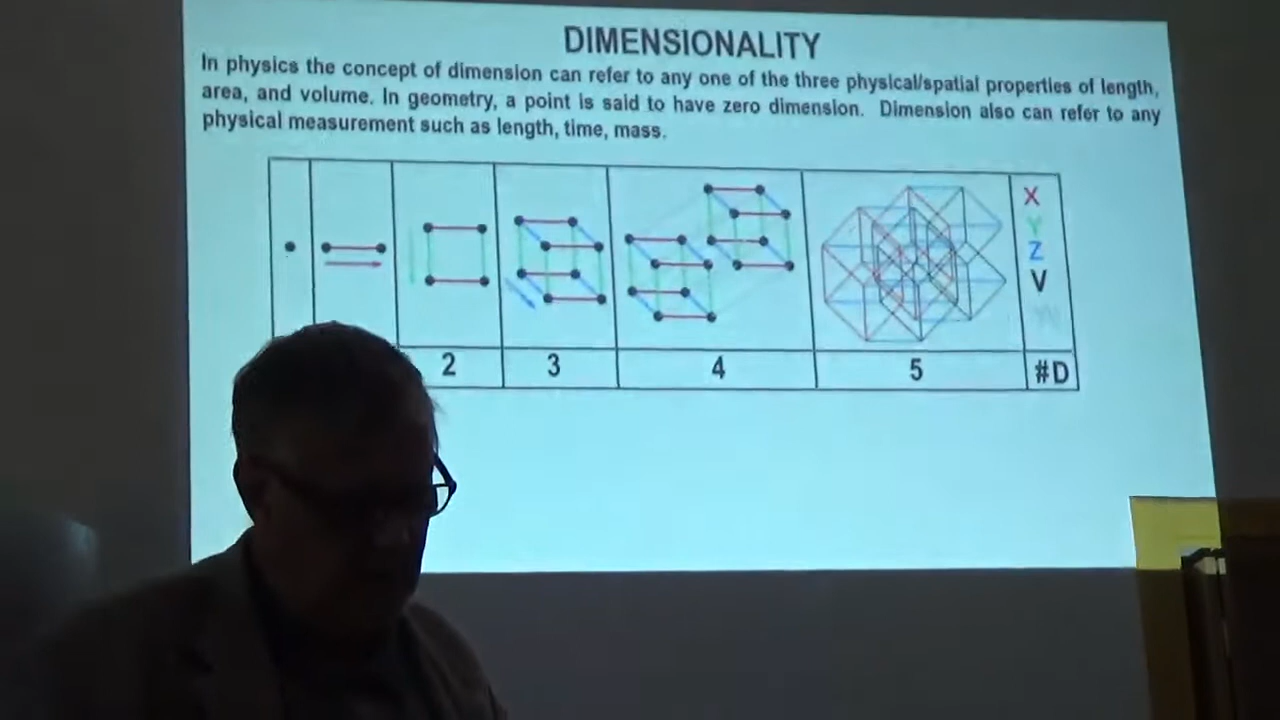 DIMENSIONALITY
In physics the concept of dimension can refer to any one of the three physical/spatial properties of length,
area, and volume. In geometry, a point is said to have zero dimension. Dimension also can refer to any
physical measurement such as length, time, mass.
X
Y
Z
V
W
2 3 4 5 #D